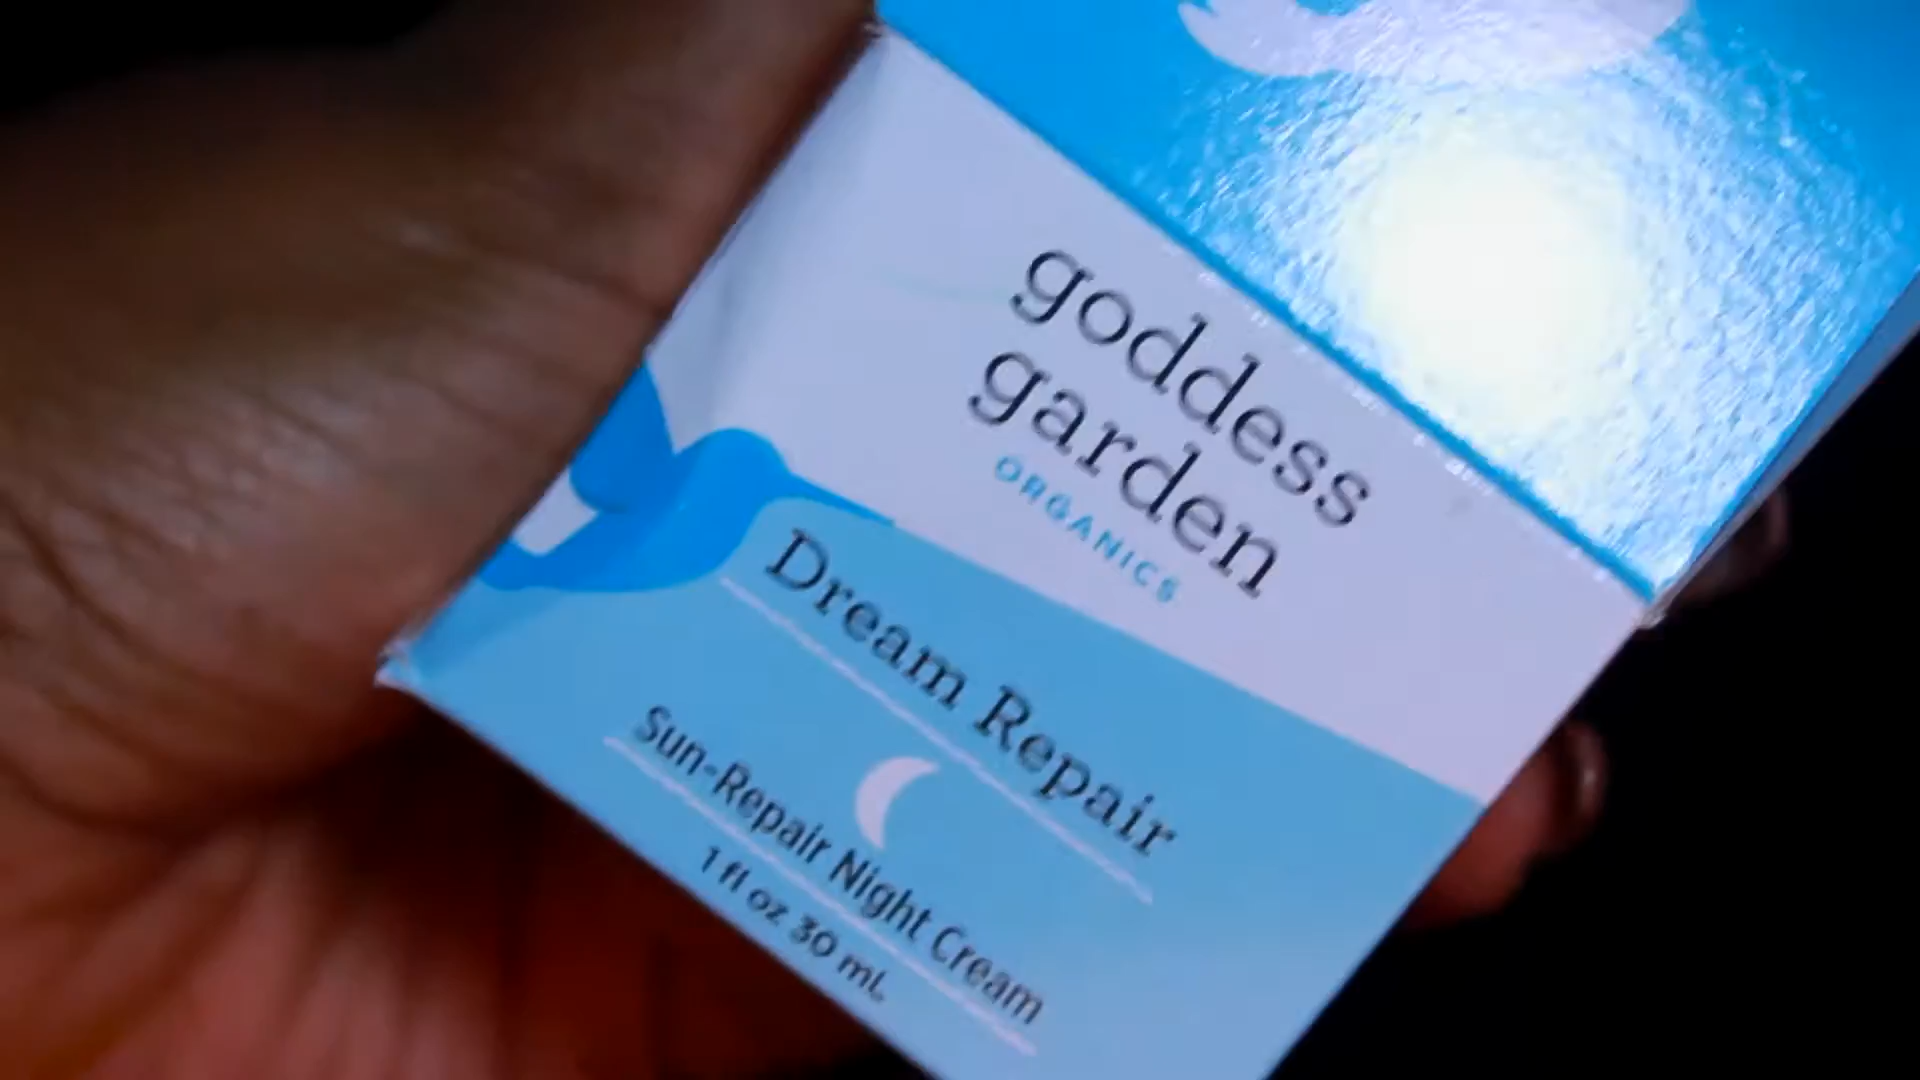 goddess
garden
ORGANICS
Dream Repair
Sun-Repair Night Cream
1 fl oz 30 mL